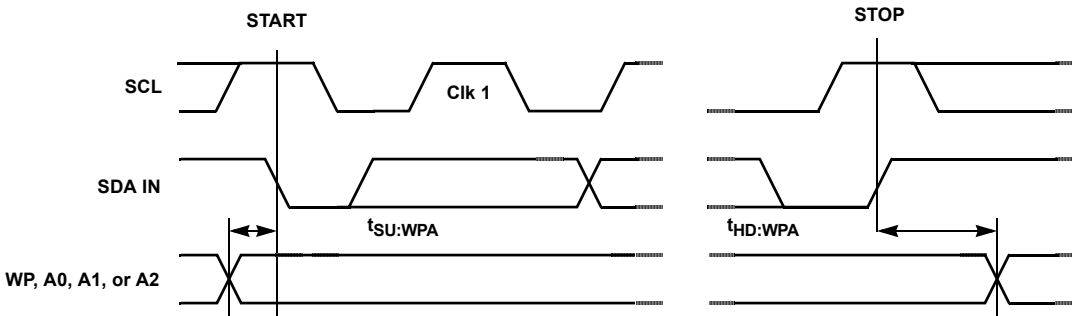 START
STOP
SCL
Clk 1
SDA IN
tSU:WPA
tHD:WPA
WP, A0, A1, or A2